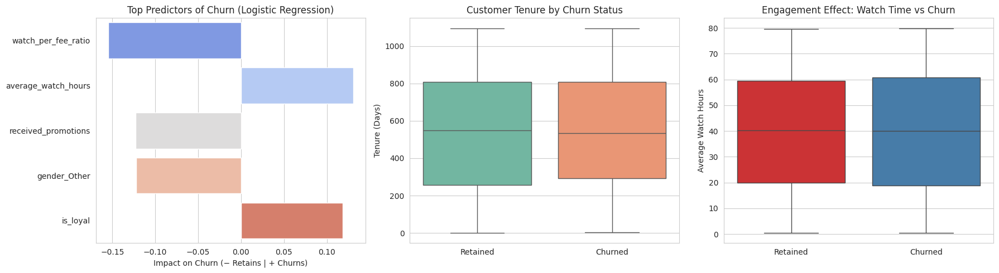 Top Predictors of Churn (Logistic Regression)
watch_per_fee_ratio
average_watch_hours
received_promotions
gender_Other
is_loyal
−0.15 −0.10 −0.05 0.00 0.05 0.10
Impact on Churn (− Retains | + Churns)
Customer Tenure by Churn Status
Tenure (Days)
1000
800
600
400
200
0
Retained Churned
Engagement Effect: Watch Time vs Churn
Average Watch Hours
80
70
60
50
40
30
20
10
0
Retained Churned